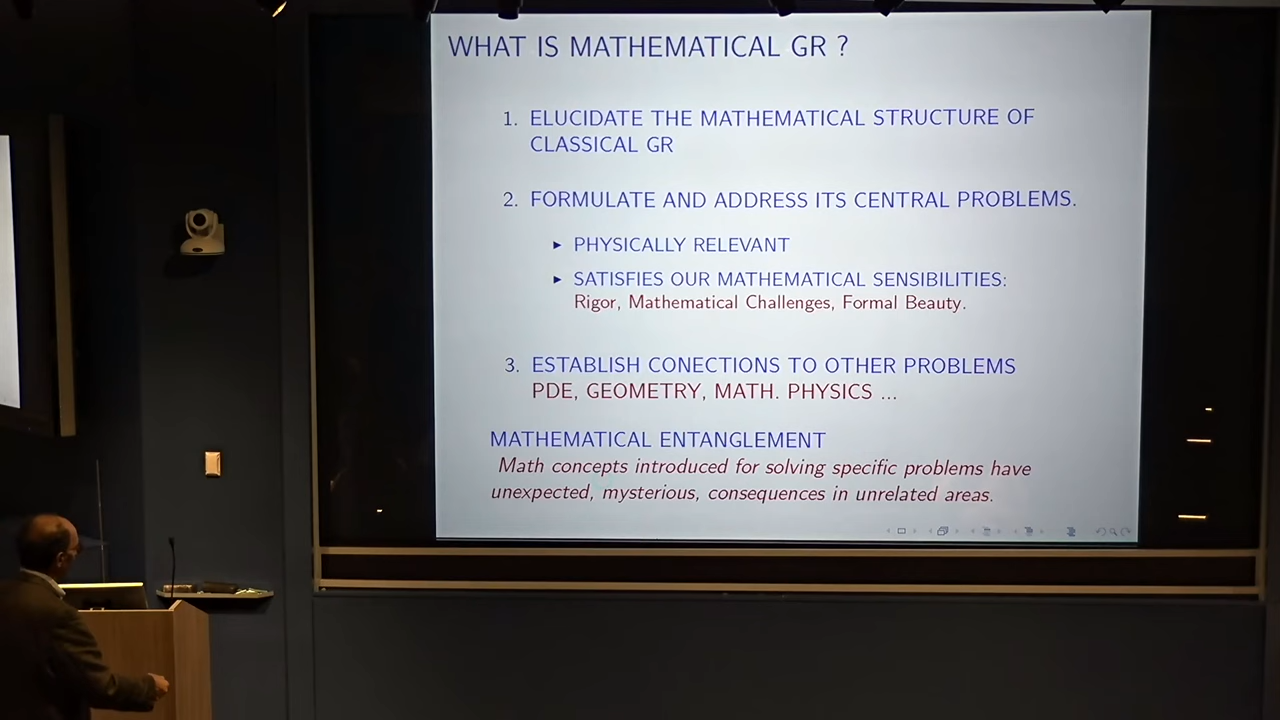 WHAT IS MATHEMATICAL GR ?
1. ELUCIDATE THE MATHEMATICAL STRUCTURE OF
CLASSICAL GR
2. FORMULATE AND ADDRESS ITS CENTRAL PROBLEMS.
▸ PHYSICALLY RELEVANT
▸ SATISFIES OUR MATHEMATICAL SENSIBILITIES:
Rigor, Mathematical Challenges, Formal Beauty.
3. ESTABLISH CONECTIONS TO OTHER PROBLEMS
PDE, GEOMETRY, MATH. PHYSICS ...
MATHEMATICAL ENTANGLEMENT
Math concepts introduced for solving specific problems have
unexpected, mysterious, consequences in unrelated areas.